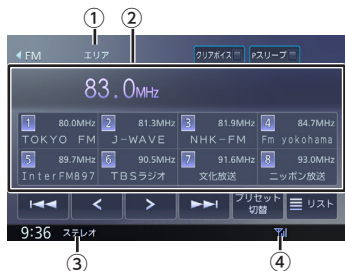 ① ②
FM エリア クリアボイス Pスリープ
83.0MHz
1 80.0MHz 2 81.3MHz 3 81.9MHz 4 84.7MHz
TOKYO FM J-WAVE NHK-FM Fm yokohama
5 89.7MHz 6 90.5MHz 7 91.6MHz 8 93.0MHz
InterFM897 TBSラジオ 文化放送 ニッポン放送
プリセット切替 リスト
9:36 ステレオ
③ ④